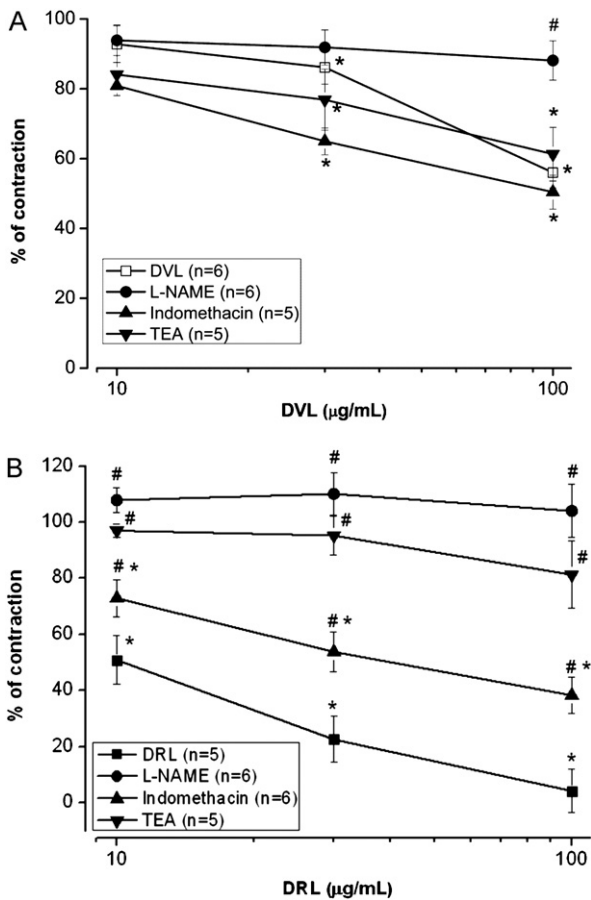 A
% of contraction
100
80
60
40
20
0
#
*
*
*
*
*
*
DVL (n=6)
L-NAME (n=6)
Indomethacin (n=5)
TEA (n=5)
10
100
DVL (μg/mL)
B
% of contraction
120
100
80
60
40
20
0
#
#
#
#
#
#
# *
# *
# *
*
*
*
DRL (n=5)
L-NAME (n=6)
Indomethacin (n=6)
TEA (n=5)
10
100
DRL (μg/mL)